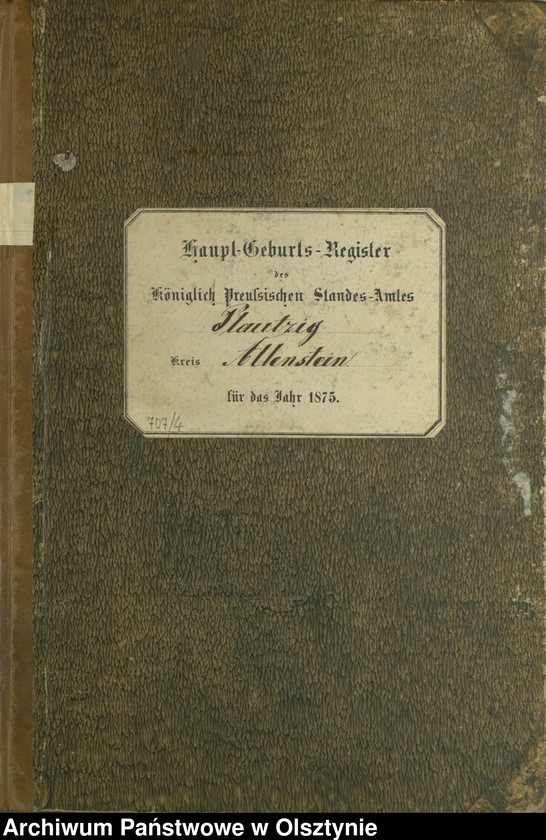 Haupt-Geburts-Register
des
Königlich Preußischen Standes-Amtes
Plautzig
Kreis Allenstein
für das Jahr 1875.
707/4
Archiwum Państwowe w Olsztynie